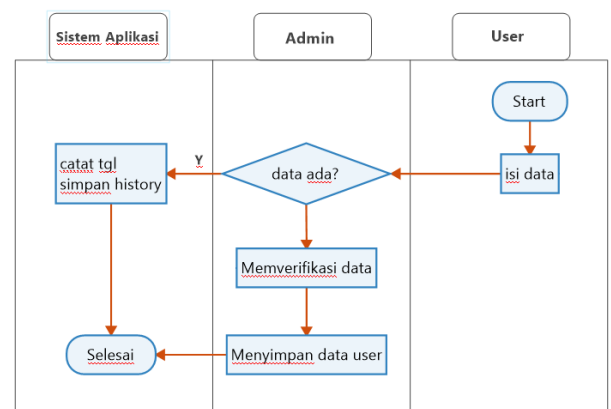 Sistem Aplikasi
Admin
User
Start
isi data
data ada?
Y
catat tgl
simpan history
Memverifikasi data
Menyimpan data user
Selesai